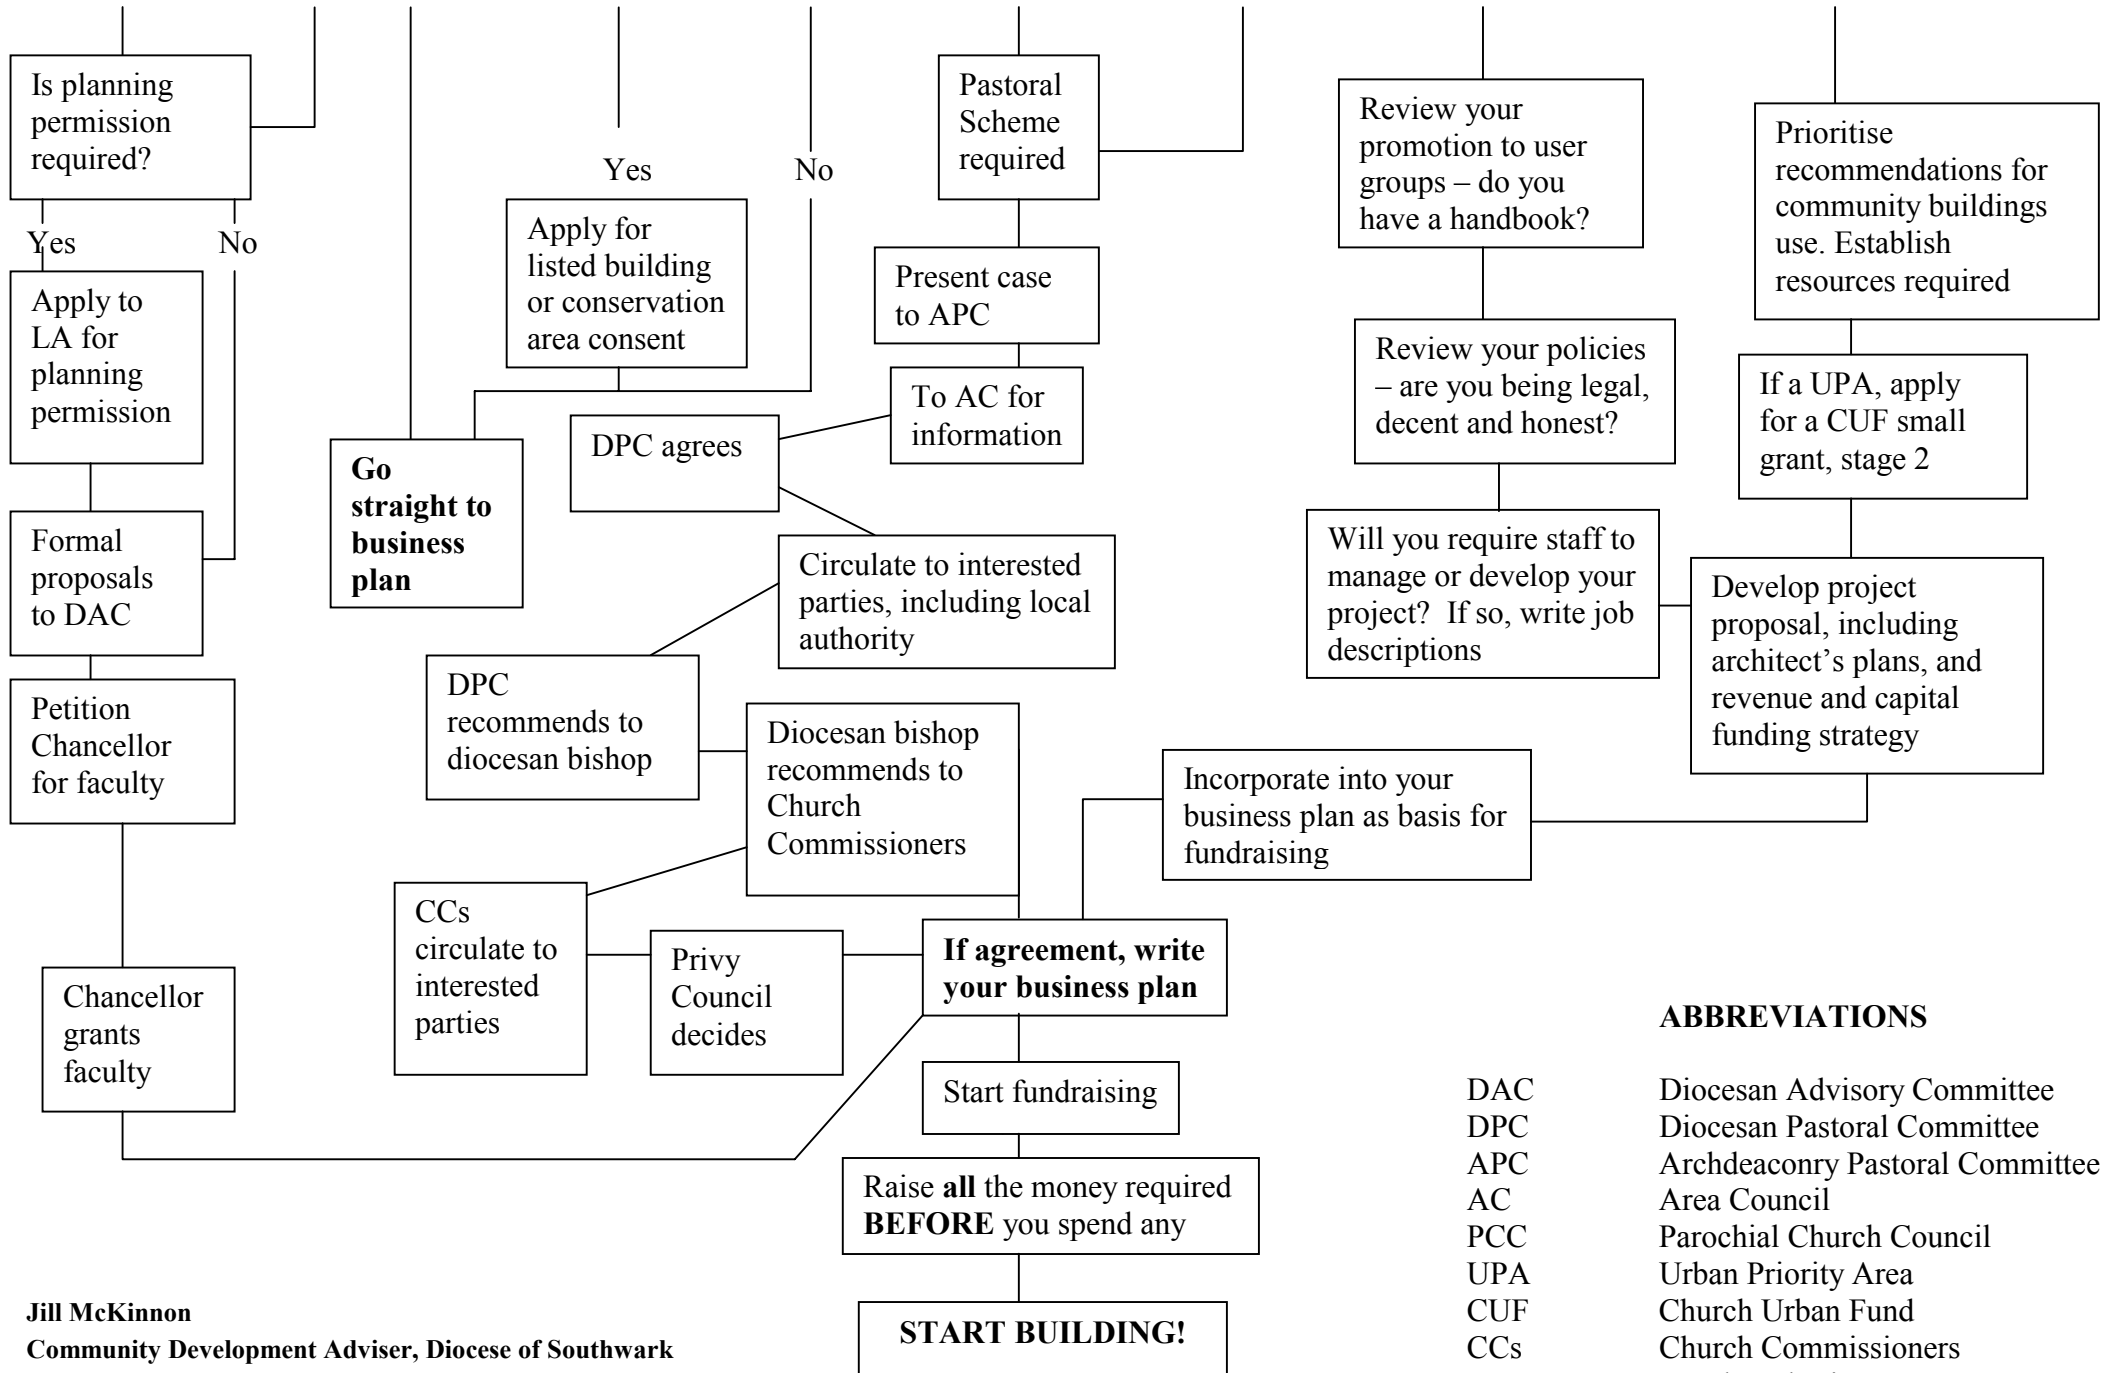 Is planning
permission
required?
Yes
No
Apply to
LA for
planning
permission
Formal
proposals
to DAC
Petition
Chancellor
for faculty
Chancellor
grants
faculty
Go
straight to
business
plan
Yes
No
Apply for
listed building
or conservation
area consent
Pastoral
Scheme
required
Present case
to APC
To AC for
information
DPC agrees
Circulate to interested
parties, including local
authority
DPC
recommends to
diocesan bishop
Diocesan bishop
recommends to
Church
Commissioners
CCs
circulate to
interested
parties
Privy
Council
decides
Review your
promotion to user
groups – do you
have a handbook?
Review your policies
– are you being legal,
decent and honest?
Will you require staff to
manage or develop your
project?  If so, write job
descriptions
Prioritise
recommendations for
community buildings
use. Establish
resources required
If a UPA, apply
for a CUF small
grant, stage 2
Develop project
proposal, including
architect’s plans, and
revenue and capital
funding strategy
Incorporate into your
business plan as basis for
fundraising
If agreement, write
your business plan
Start fundraising
Raise all the money required
BEFORE you spend any
START BUILDING!
ABBREVIATIONS
DAC Diocesan Advisory Committee
DPC Diocesan Pastoral Committee
APC Archdeaconry Pastoral Committee
AC Area Council
PCC Parochial Church Council
UPA Urban Priority Area
CUF Church Urban Fund
CCs Church Commissioners
Jill McKinnon
Community Development Adviser, Diocese of Southwark